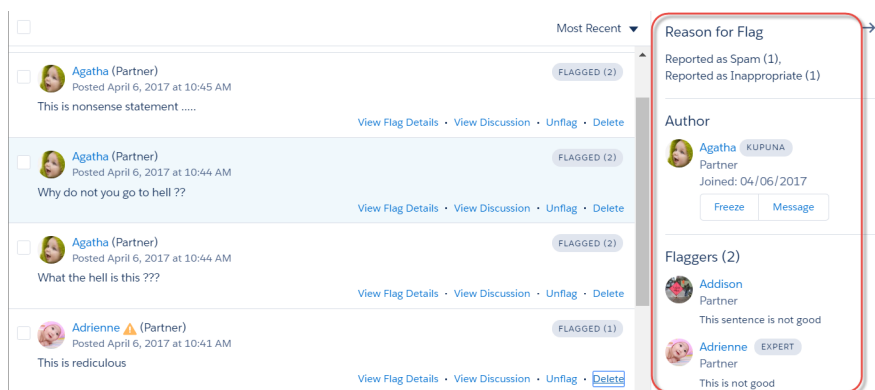 Most Recent
Agatha (Partner)
FLAGGED (2)
Posted April 6, 2017 at 10:45 AM
This is nonsense statement .....
View Flag Details • View Discussion • Unflag • Delete
Agatha (Partner)
FLAGGED (2)
Posted April 6, 2017 at 10:44 AM
Why do not you go to hell ??
View Flag Details • View Discussion • Unflag • Delete
Agatha (Partner)
FLAGGED (2)
Posted April 6, 2017 at 10:44 AM
What the hell is this ???
View Flag Details • View Discussion • Unflag • Delete
Adrienne (Partner)
FLAGGED (1)
Posted April 6, 2017 at 10:41 AM
This is rediculous
View Flag Details • View Discussion • Unflag • Delete
Reason for Flag
Reported as Spam (1),
Reported as Inappropriate (1)
Author
Agatha KUPUNA
Partner
Joined: 04/06/2017
Freeze Message
Flaggers (2)
Addison
Partner
This sentence is not good
Adrienne EXPERT
Partner
This is not good